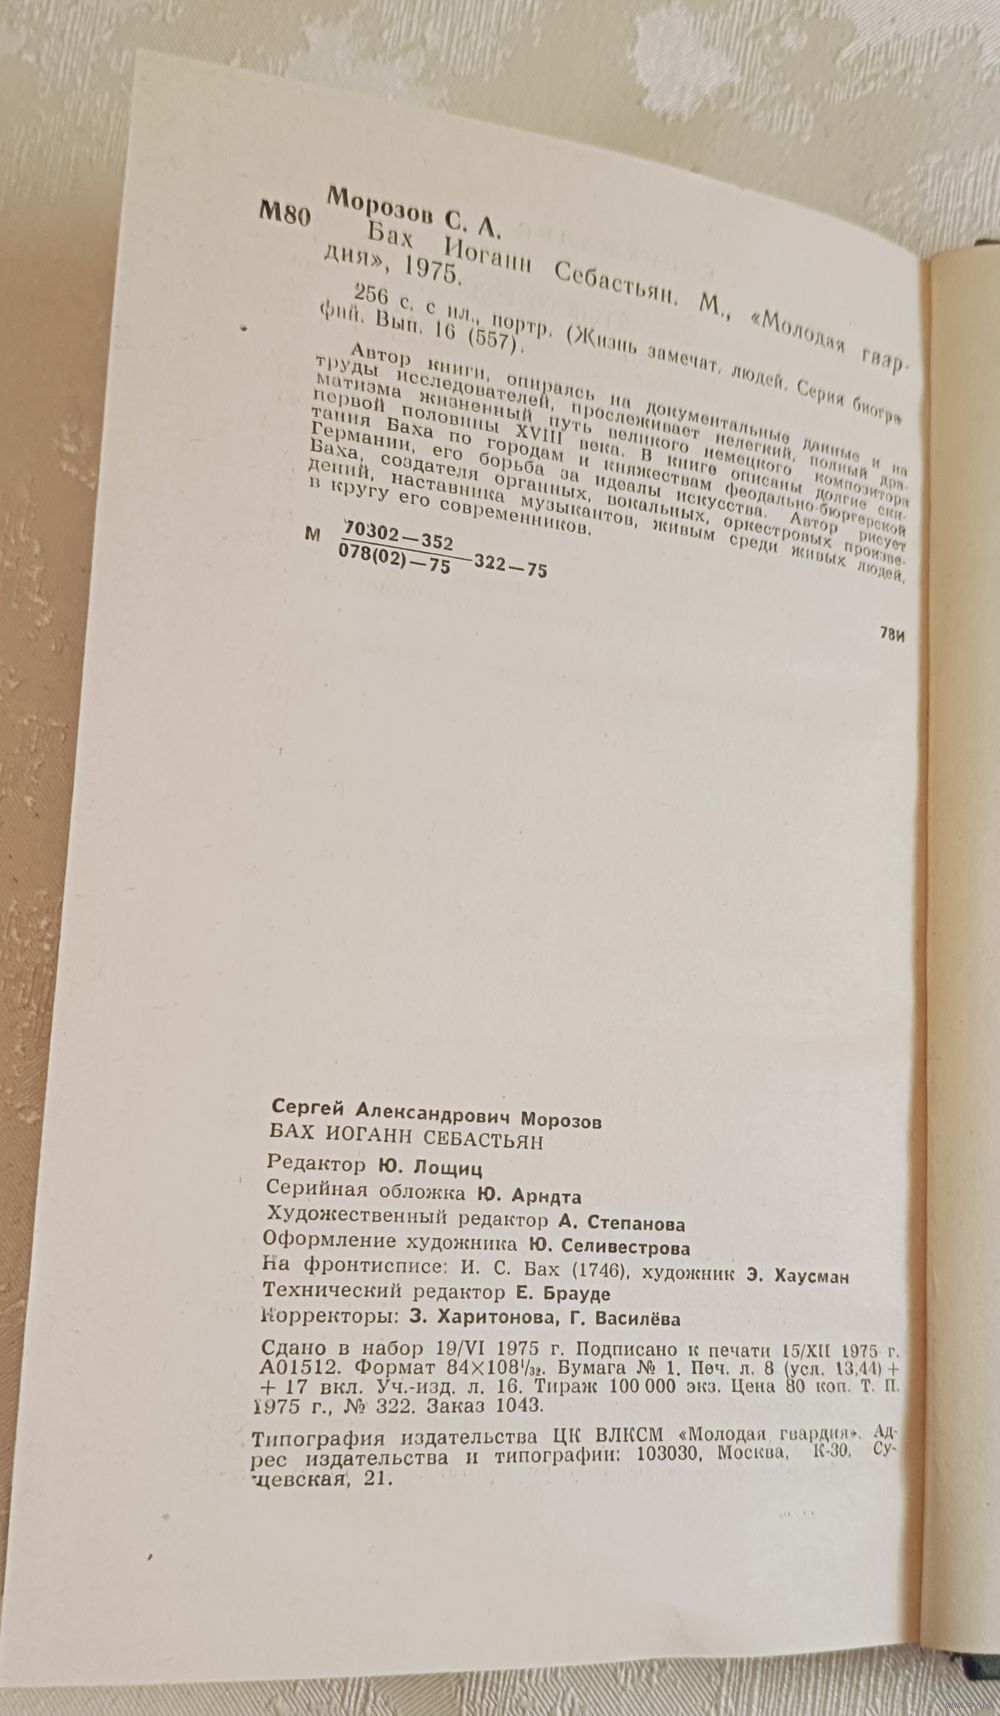 Морозов С. А.
М80
Бах Иоганн Себастьян. М., «Молодая гвар-
дия», 1975.
256 с. с ил., портр. (Жизнь замечат. людей. Серия биогра
фий. Вып. 16 (557).
Автор книги, опираясь на документальные данные и на
труды исследователей, прослеживает нелегкий, полный дра-
матизма жизненный путь великого немецкого композитора
первой половины XVIII века. В книге описаны долгие ски-
тания Баха по городам и княжествам феодально-бюргерской
Германии, его борьба за идеалы искусства. Автор рисует
Баха, создателя органных, вокальных, оркестровых произве-
дений, наставника музыкантов, живым среди живых людей,
в кругу его современников.
М 70302—352
078(02)—75 —322—75
78И
Сергей Александрович Морозов
БАХ ИОГАНН СЕБАСТЬЯН
Редактор Ю. Лощиц
Серийная обложка Ю. Арндта
Художественный редактор А. Степанова
Оформление художника Ю. Селивестрова
На фронтисписе: И. С. Бах (1746), художник Э. Хаусман
Технический редактор Е. Брауде
Корректоры: З. Харитонова, Г. Василёва
Сдано в набор 19/VI 1975 г. Подписано к печати 15/XII 1975 г.
А01512. Формат 84×108¹/₃₂. Бумага № 1. Печ. л. 8 (усл. 13,44) +
+ 17 вкл. Уч.-изд. л. 16. Тираж 100 000 экз. Цена 80 коп. Т. П.
1975 г., № 322. Заказ 1043.
Типография издательства ЦК ВЛКСМ «Молодая гвардия». Ад-
рес издательства и типографии: 103030, Москва, К-30, Су-
щевская, 21.